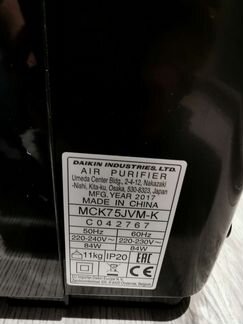 DAIKIN INDUSTRIES, LTD.
AIR PURIFIER
Umeda Center Bldg., 2-4-12, Nakazaki
-Nishi, Kita-ku, Osaka, 530-8323, Japan
MFG. YEAR 2017
MADE IN CHINA
MCK75JVM-K
C042767
50Hz 60Hz
220-240V~ 220-230V~
84W 84W
11kg IP20 EAC
Daikin Europe N.V.